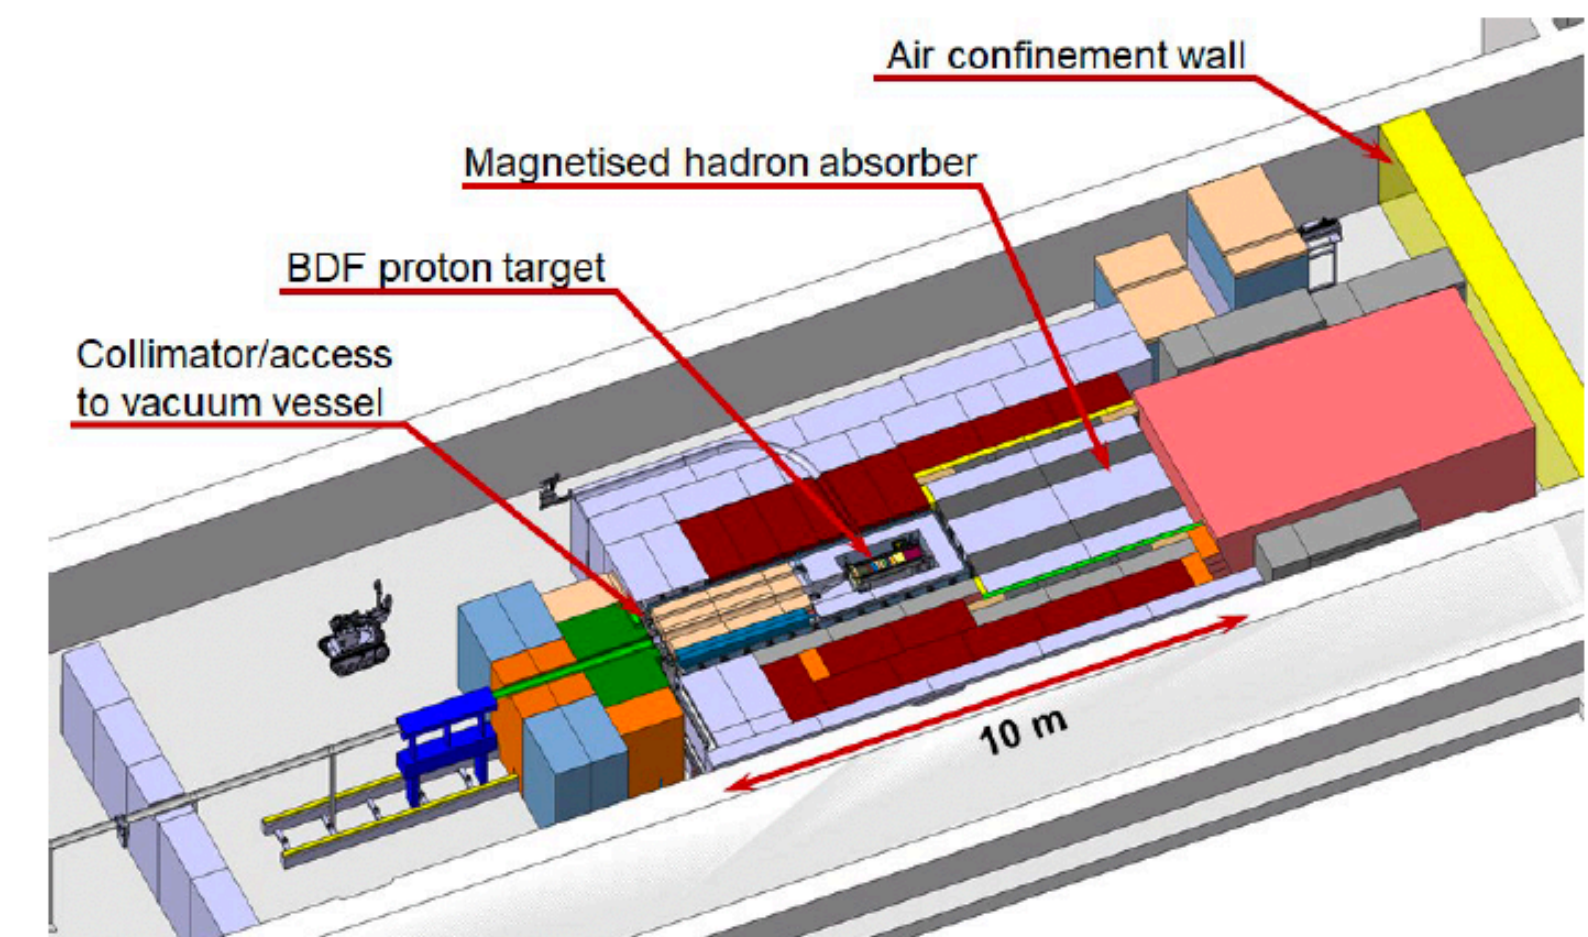 Air confinement wall
Magnetised hadron absorber
BDF proton target
Collimator/access
to vacuum vessel
10 m